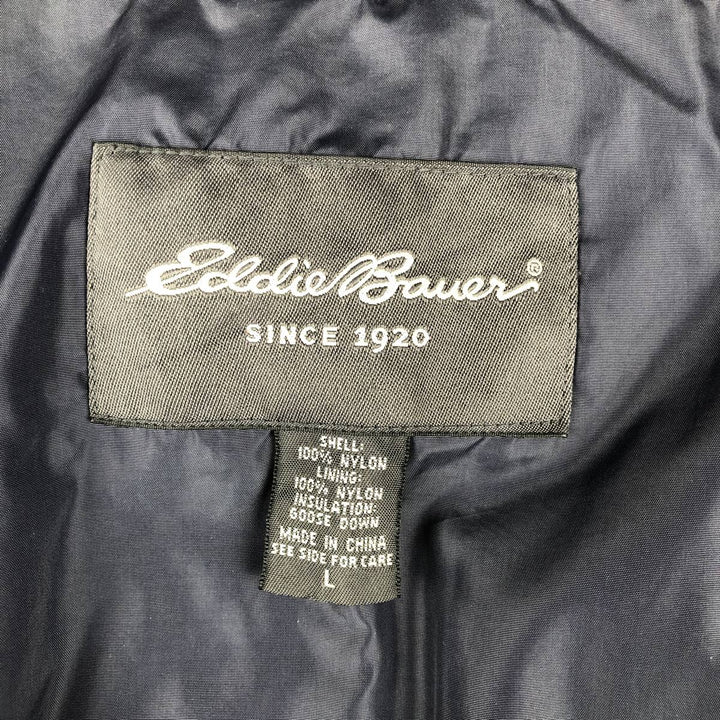 Eddie Bauer®
SINCE 1920
SHELL:
100% NYLON
LINING:
100% NYLON
INSULATION:
GOOSE DOWN
MADE IN CHINA
SEE SIDE FOR CARE
L